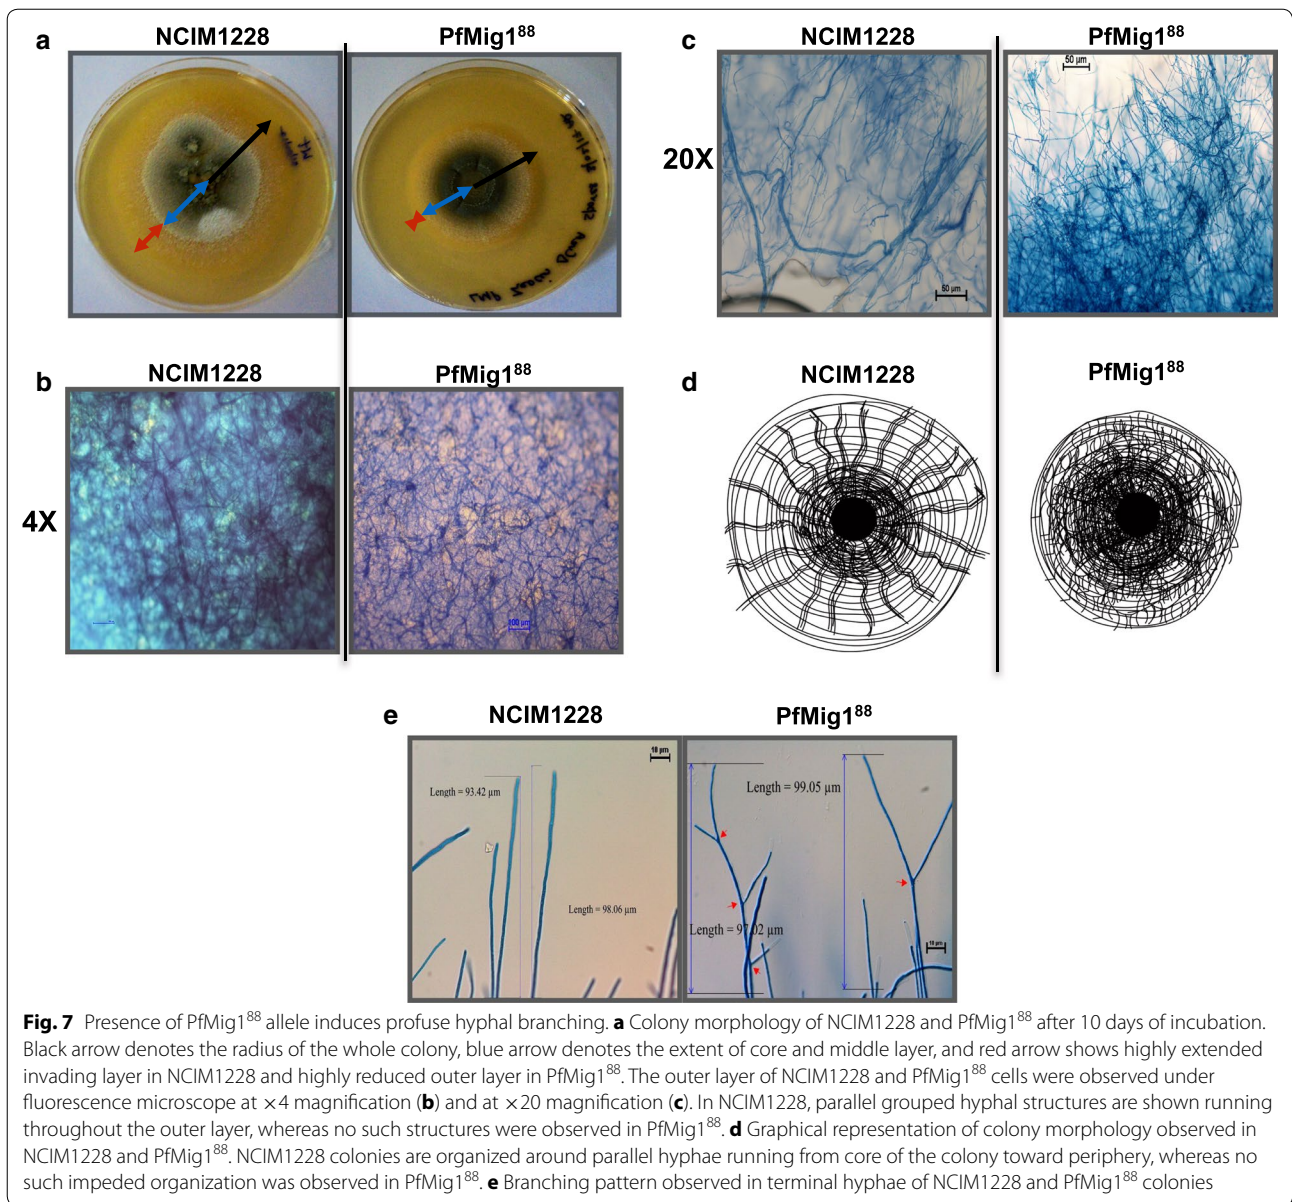 a
NCIM1228
PfMig1⁸⁸
c
NCIM1228
PfMig1⁸⁸
50 µm
20X
50 µm
b
NCIM1228
PfMig1⁸⁸
d
NCIM1228
PfMig1⁸⁸
4X
100 µm
e
NCIM1228
PfMig1⁸⁸
10 µm
Length = 93.42 µm
Length = 99.05 µm
Length = 98.06 µm
Length = 97.02 µm
10 µm
Fig. 7 Presence of PfMig1⁸⁸ allele induces profuse hyphal branching. a Colony morphology of NCIM1228 and PfMig1⁸⁸ after 10 days of incubation.
Black arrow denotes the radius of the whole colony, blue arrow denotes the extent of core and middle layer, and red arrow shows highly extended
invading layer in NCIM1228 and highly reduced outer layer in PfMig1⁸⁸. The outer layer of NCIM1228 and PfMig1⁸⁸ cells were observed under
fluorescence microscope at ×4 magnification (b) and at ×20 magnification (c). In NCIM1228, parallel grouped hyphal structures are shown running
throughout the outer layer, whereas no such structures were observed in PfMig1⁸⁸. d Graphical representation of colony morphology observed in
NCIM1228 and PfMig1⁸⁸. NCIM1228 colonies are organized around parallel hyphae running from core of the colony toward periphery, whereas no
such impeded organization was observed in PfMig1⁸⁸. e Branching pattern observed in terminal hyphae of NCIM1228 and PfMig1⁸⁸ colonies